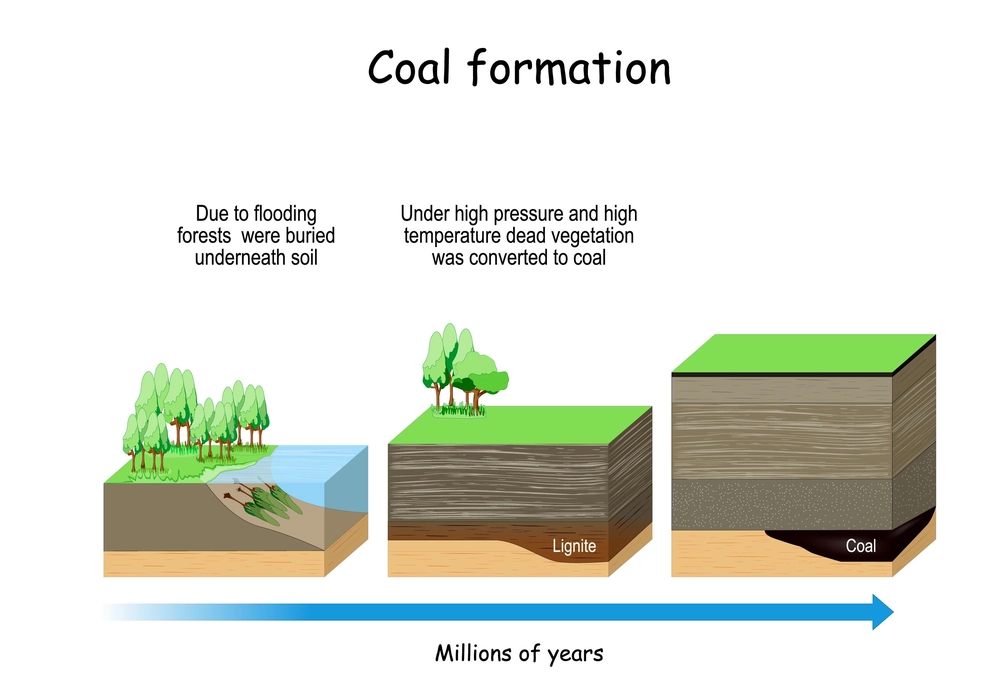 Coal formation
Due to flooding
forests  were buried
underneath soil
Under high pressure and high
temperature dead vegetation
was converted to coal
Lignite
Coal
Millions of years